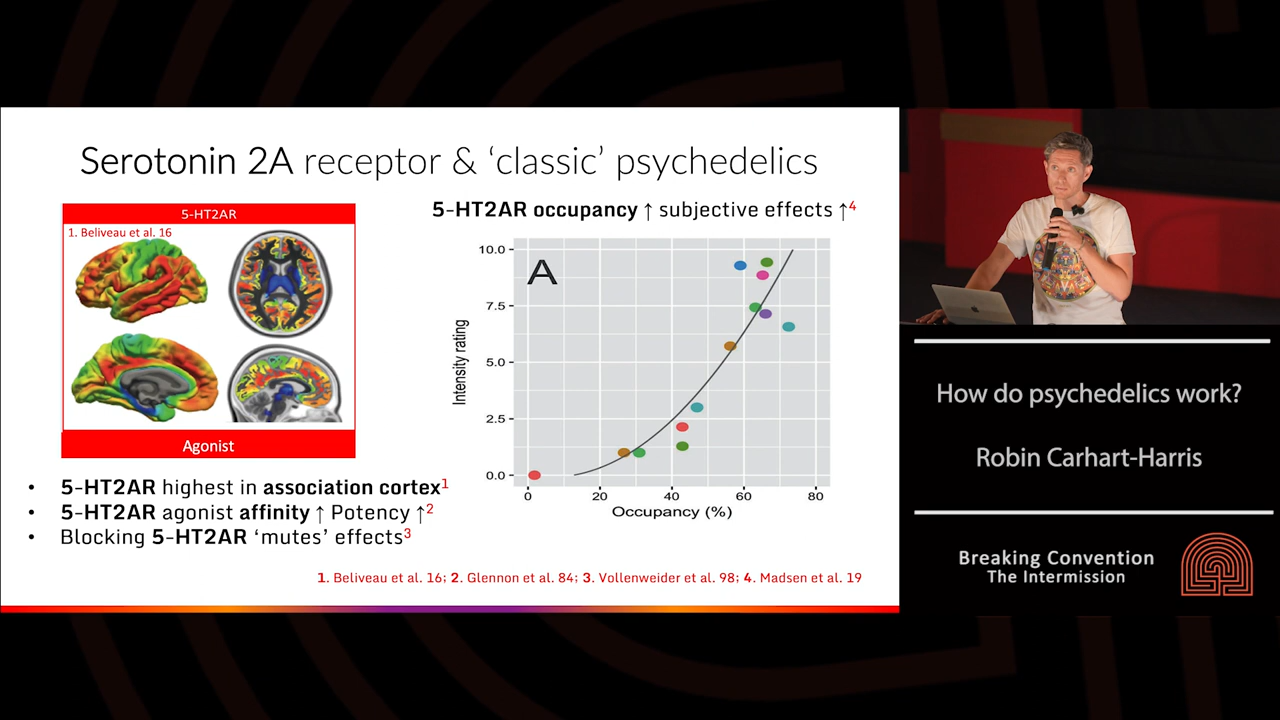 Serotonin 2A receptor & ‘classic’ psychedelics
5-HT2AR
1. Beliveau et al. 16
Agonist
5-HT2AR occupancy ↑ subjective effects ↑4
A
Intensity rating
10.0
7.5
5.0
2.5
0.0
0 20 40 60 80
Occupancy (%)
• 5-HT2AR highest in association cortex1
• 5-HT2AR agonist affinity ↑ Potency ↑2
• Blocking 5-HT2AR ‘mutes’ effects3
1. Beliveau et al. 16; 2. Glennon et al. 84; 3. Vollenweider et al. 98; 4. Madsen et al. 19
How do psychedelics work?
Robin Carhart-Harris
Breaking Convention
The Intermission